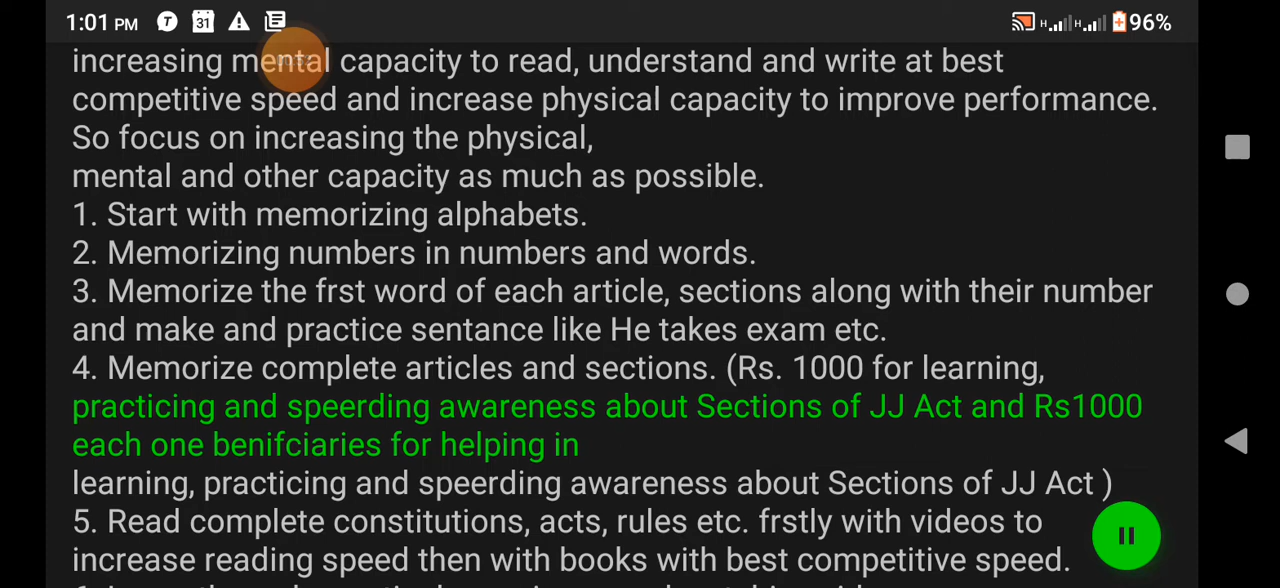 1:01 PM T 31 H H 96%
increasing mental capacity to read, understand and write at best
competitive speed and increase physical capacity to improve performance.
So focus on increasing the physical,
mental and other capacity as much as possible.
1. Start with memorizing alphabets.
2. Memorizing numbers in numbers and words.
3. Memorize the frst word of each article, sections along with their number
and make and practice sentance like He takes exam etc.
4. Memorize complete articles and sections. (Rs. 1000 for learning,
practicing and speerding awareness about Sections of JJ Act and Rs1000
each one benifciaries for helping in
learning, practicing and speerding awareness about Sections of JJ Act )
5. Read complete constitutions, acts, rules etc. frstly with videos to
increase reading speed then with books with best competitive speed.